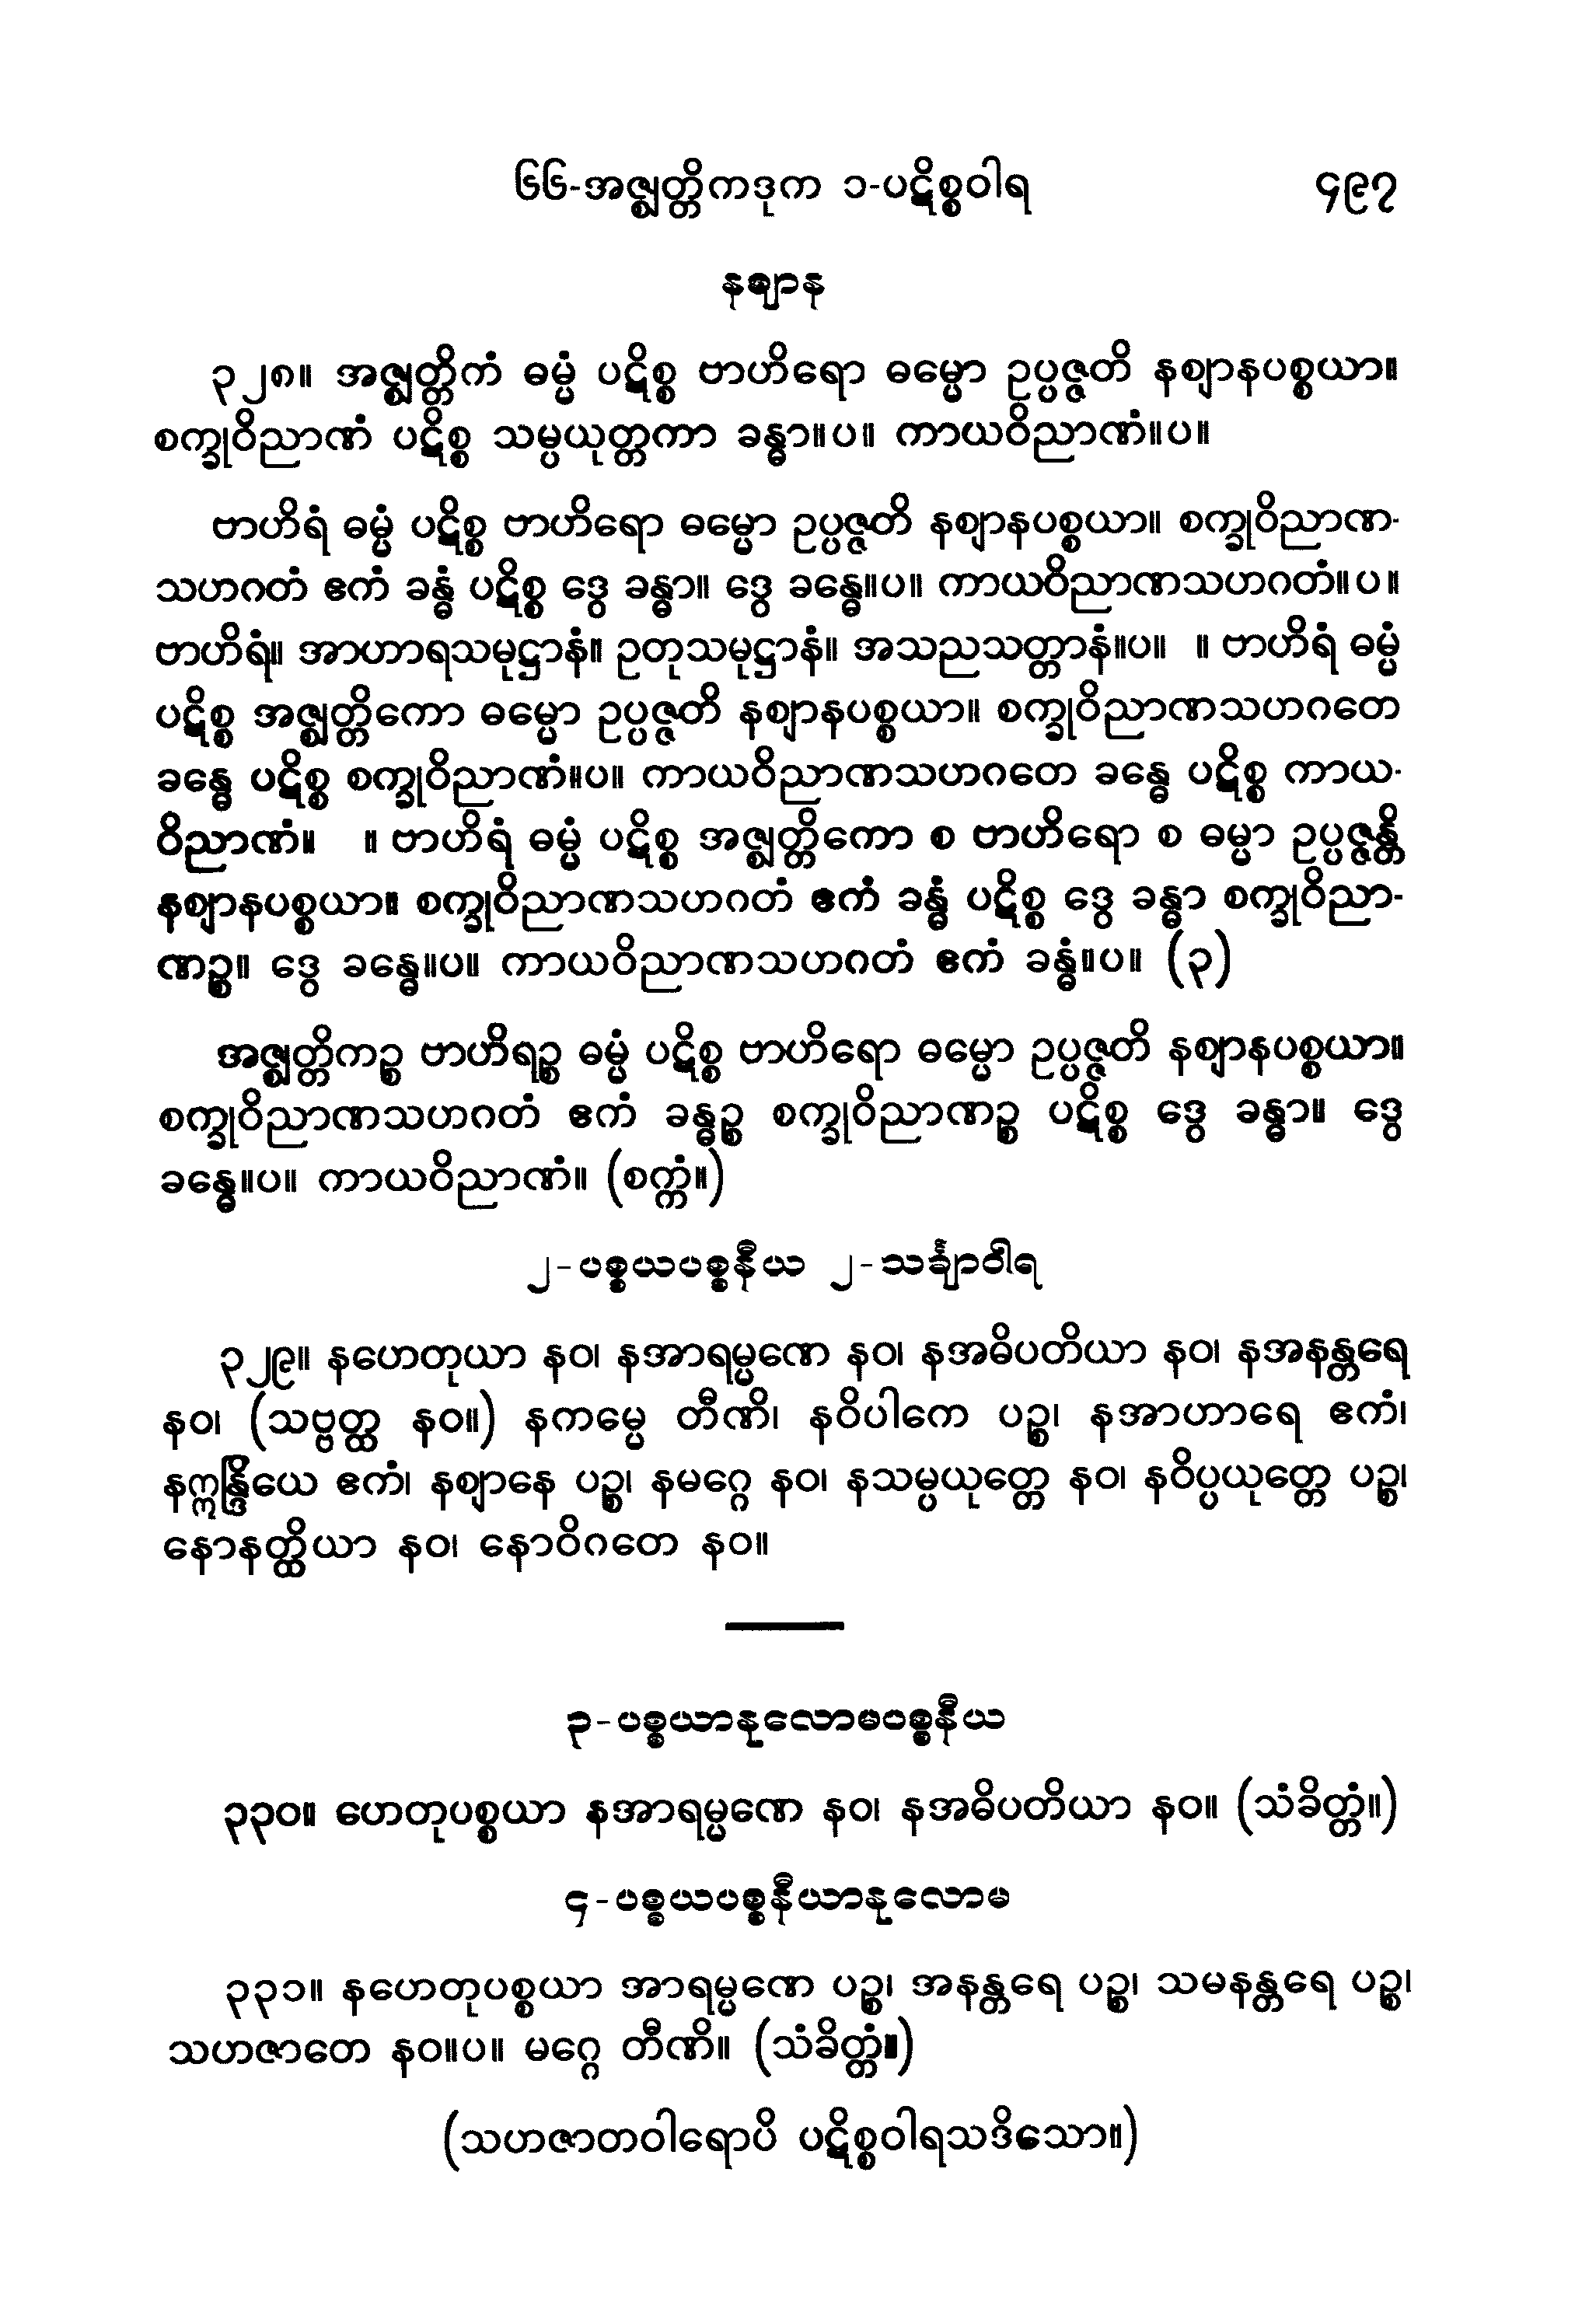 ၆၆-အဇ္ဈတ္တိကဒုက ၁-ပဋိစ္စဝါရ ၄၉၇
နဈာန
၃၂၈။ အဇ္ဈတ္တိကံ ဓမ္မံ ပဋိစ္စ ဗာဟိရော ဓမ္မော ဥပ္ပဇ္ဇတိ နဈာနပစ္စယာ။
စက္ခုဝိညာဏံ ပဋိစ္စ သမ္ပယုတ္တကာ ခန္ဓာ။ပ။ ကာယဝိညာဏံ။ပ။
ဗာဟိရံ ဓမ္မံ ပဋိစ္စ ဗာဟိရော ဓမ္မော ဥပ္ပဇ္ဇတိ နဈာနပစ္စယာ။ စက္ခုဝိညာဏ-
သဟဂတံ ဧကံ ခန္ဓံ ပဋိစ္စ ဒွေ ခန္ဓာ။ ဒွေ ခန္ဓေ။ပ။ ကာယဝိညာဏသဟဂတံ။ပ။
ဗာဟိရံ။ အာဟာရသမုဋ္ဌာနံ။ ဥတုသမုဋ္ဌာနံ။ အသညသတ္တာနံ။ပ။ ။ ဗာဟိရံ ဓမ္မံ
ပဋိစ္စ အဇ္ဈတ္တိကော ဓမ္မော ဥပ္ပဇ္ဇတိ နဈာနပစ္စယာ။ စက္ခုဝိညာဏသဟဂတေ
ခန္ဓေ ပဋိစ္စ စက္ခုဝိညာဏံ။ပ။ ကာယဝိညာဏသဟဂတေ ခန္ဓေ ပဋိစ္စ ကာယ-
ဝိညာဏံ။ ။ ဗာဟိရံ ဓမ္မံ ပဋိစ္စ အဇ္ဈတ္တိကော စ ဗာဟိရော စ ဓမ္မာ ဥပ္ပဇ္ဇန္တိ
နဈာနပစ္စယာ။ စက္ခုဝိညာဏသဟဂတံ ဧကံ ခန္ဓံ ပဋိစ္စ ဒွေ ခန္ဓာ စက္ခုဝိညာ-
ဏဉ္စ။ ဒွေ ခန္ဓေ။ပ။ ကာယဝိညာဏသဟဂတံ ဧကံ ခန္ဓံ။ပ။ (၃)
အဇ္ဈတ္တိကဉ္စ ဗာဟိရဉ္စ ဓမ္မံ ပဋိစ္စ ဗာဟိရော ဓမ္မော ဥပ္ပဇ္ဇတိ နဈာနပစ္စယာ။
စက္ခုဝိညာဏသဟဂတံ ဧကံ ခန္ဓဉ္စ စက္ခုဝိညာဏဉ္စ ပဋိစ္စ ဒွေ ခန္ဓာ။ ဒွေ
ခန္ဓေ။ပ။ ကာယဝိညာဏံ။ (စက္ကံ။)
၂-ပစ္စယပစ္စနီယ ၂-သင်္ချာဝါရ
၃၂၉။ နဟေတုယာ နဝ၊ နအာရမ္မဏေ နဝ၊ နအဓိပတိယာ နဝ၊ နအနန္တရေ
နဝ၊ (သဗ္ဗတ္ထ နဝ။) နကမ္မေ တီဏိ၊ နဝိပါကေ ပဉ္စ၊ နအာဟာရေ ဧကံ၊
နဣန္ဒြိယေ ဧကံ၊ နဈာနေ ပဉ္စ၊ နမဂ္ဂေ နဝ၊ နသမ္ပယုတ္တေ နဝ၊ နဝိပ္ပယုတ္တေ ပဉ္စ၊
နောနတ္ထိယာ နဝ၊ နောဝိဂတေ နဝ။
၃-ပစ္စယာနုလောမပစ္စနီယ
၃၃၀။ ဟေတုပစ္စယာ နအာရမ္မဏေ နဝ၊ နအဓိပတိယာ နဝ။ (သံခိတ္တံ။)
၄-ပစ္စယပစ္စနီယာနုလောမ
၃၃၁။ နဟေတုပစ္စယာ အာရမ္မဏေ ပဉ္စ၊ အနန္တရေ ပဉ္စ၊ သမနန္တရေ ပဉ္စ၊
သဟဇာတေ နဝ။ပ။ မဂ္ဂေ တီဏိ။ (သံခိတ္တံ။)
(သဟဇာတဝါရောပိ ပဋိစ္စဝါရသဒိသော။)